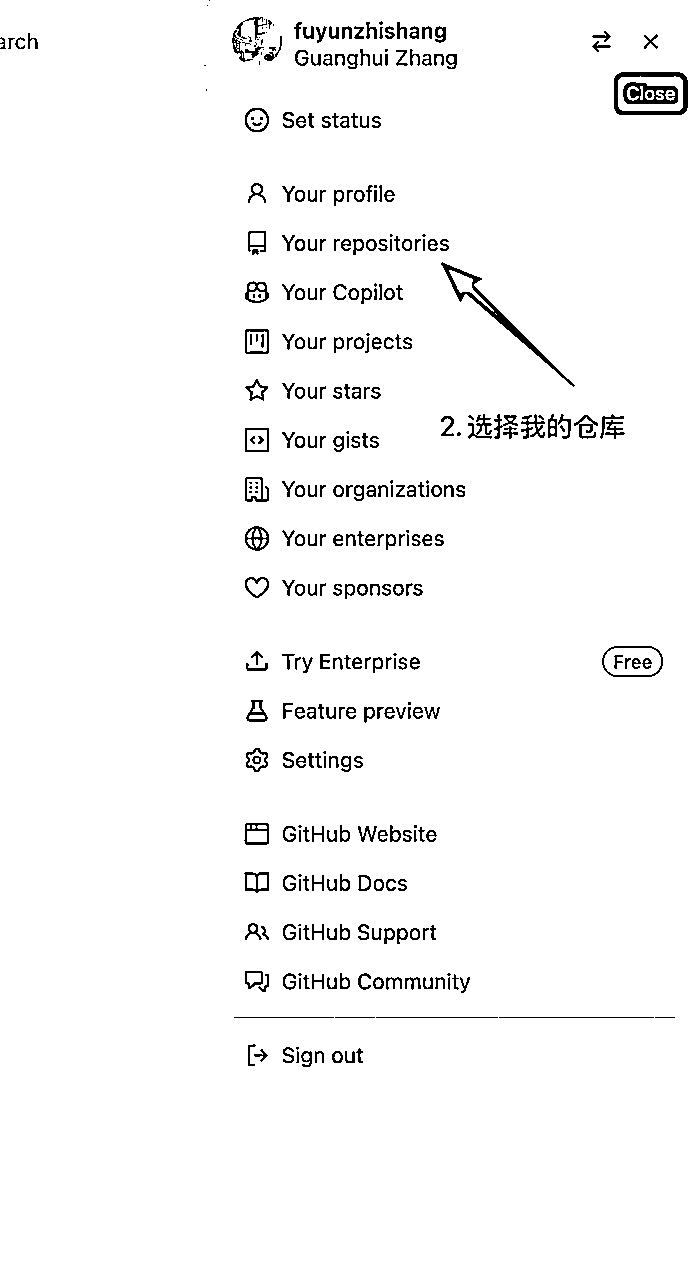 arch
fuyunzhishang
Guanghui Zhang
Close
Set status
Your profile
Your repositories
Your Copilot
Your projects
Your stars
2. 选择我的仓库
Your gists
Your organizations
Your enterprises
Your sponsors
Try Enterprise
Free
Feature preview
Settings
GitHub Website
GitHub Docs
GitHub Support
GitHub Community
Sign out